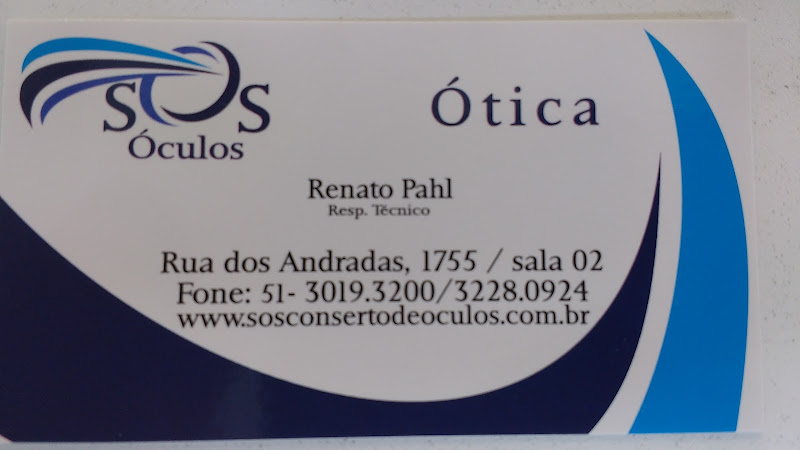 SOS
Óculos
Ótica
Renato Pahl
Resp. Técnico
Rua dos Andradas, 1755 / sala 02
Fone: 51- 3019.3200/3228.0924
www.sosconsertodeoculos.com.br